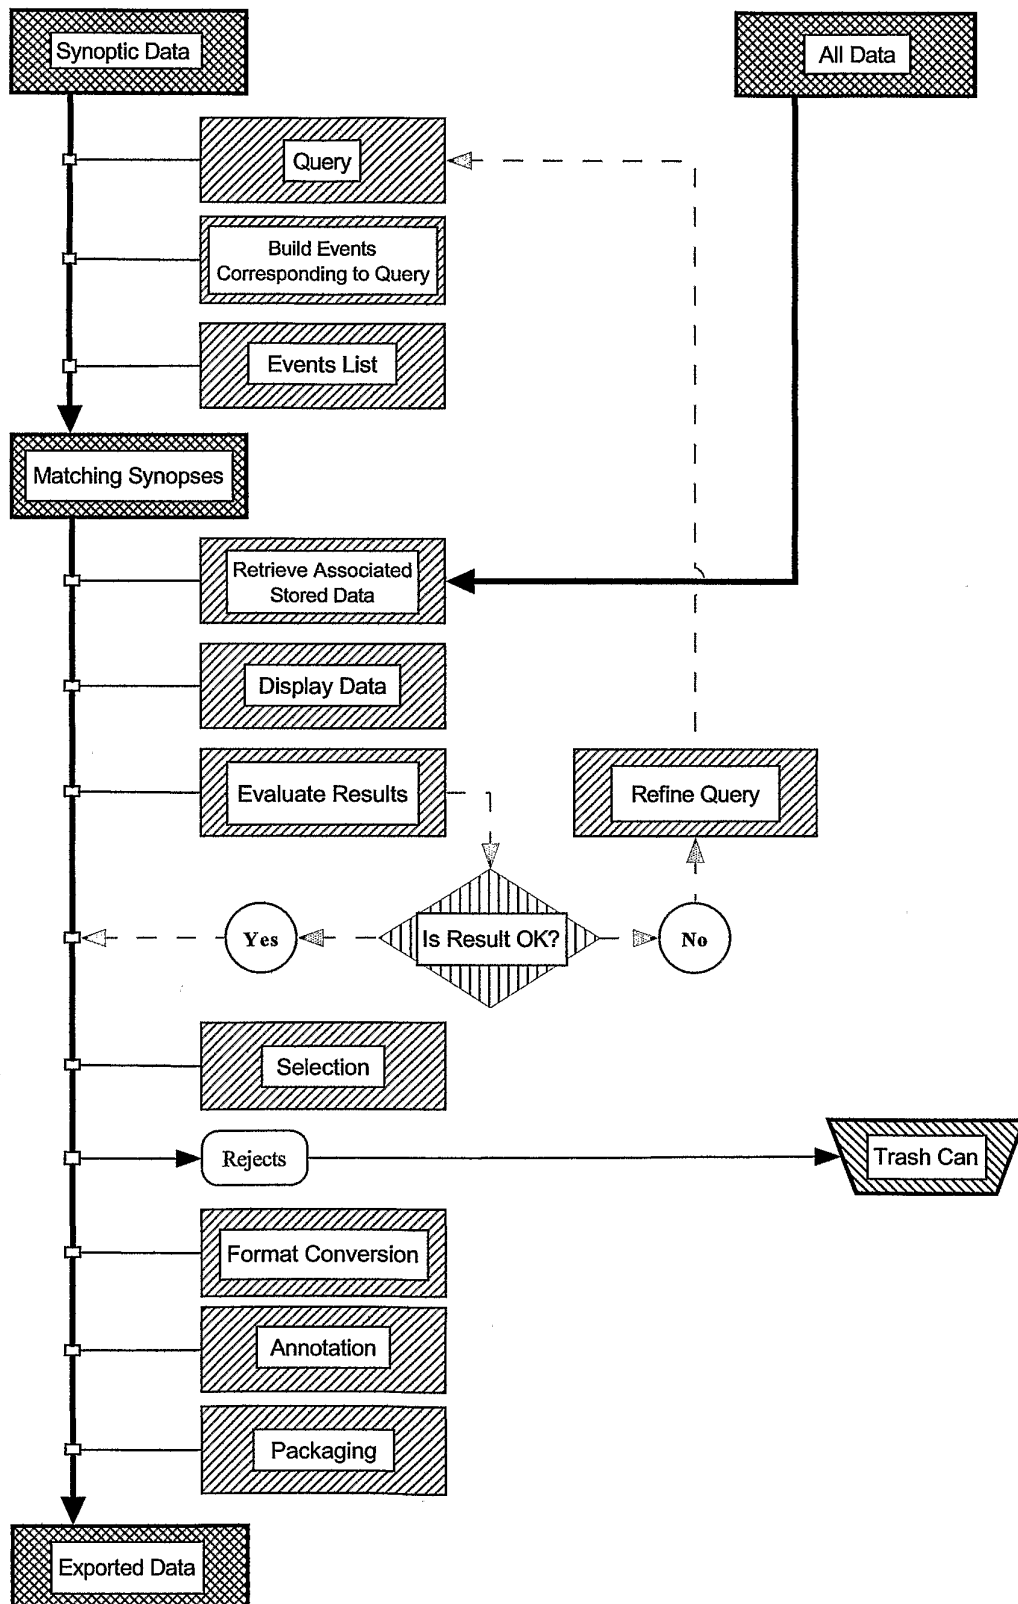 Synoptic Data
All Data
Query
Build Events
Corresponding to Query
Events List
Matching Synopses
Retrieve Associated
Stored Data
Display Data
Evaluate Results
Refine Query
Yes
Is Result OK?
No
Selection
Rejects
Trash Can
Format Conversion
Annotation
Packaging
Exported Data